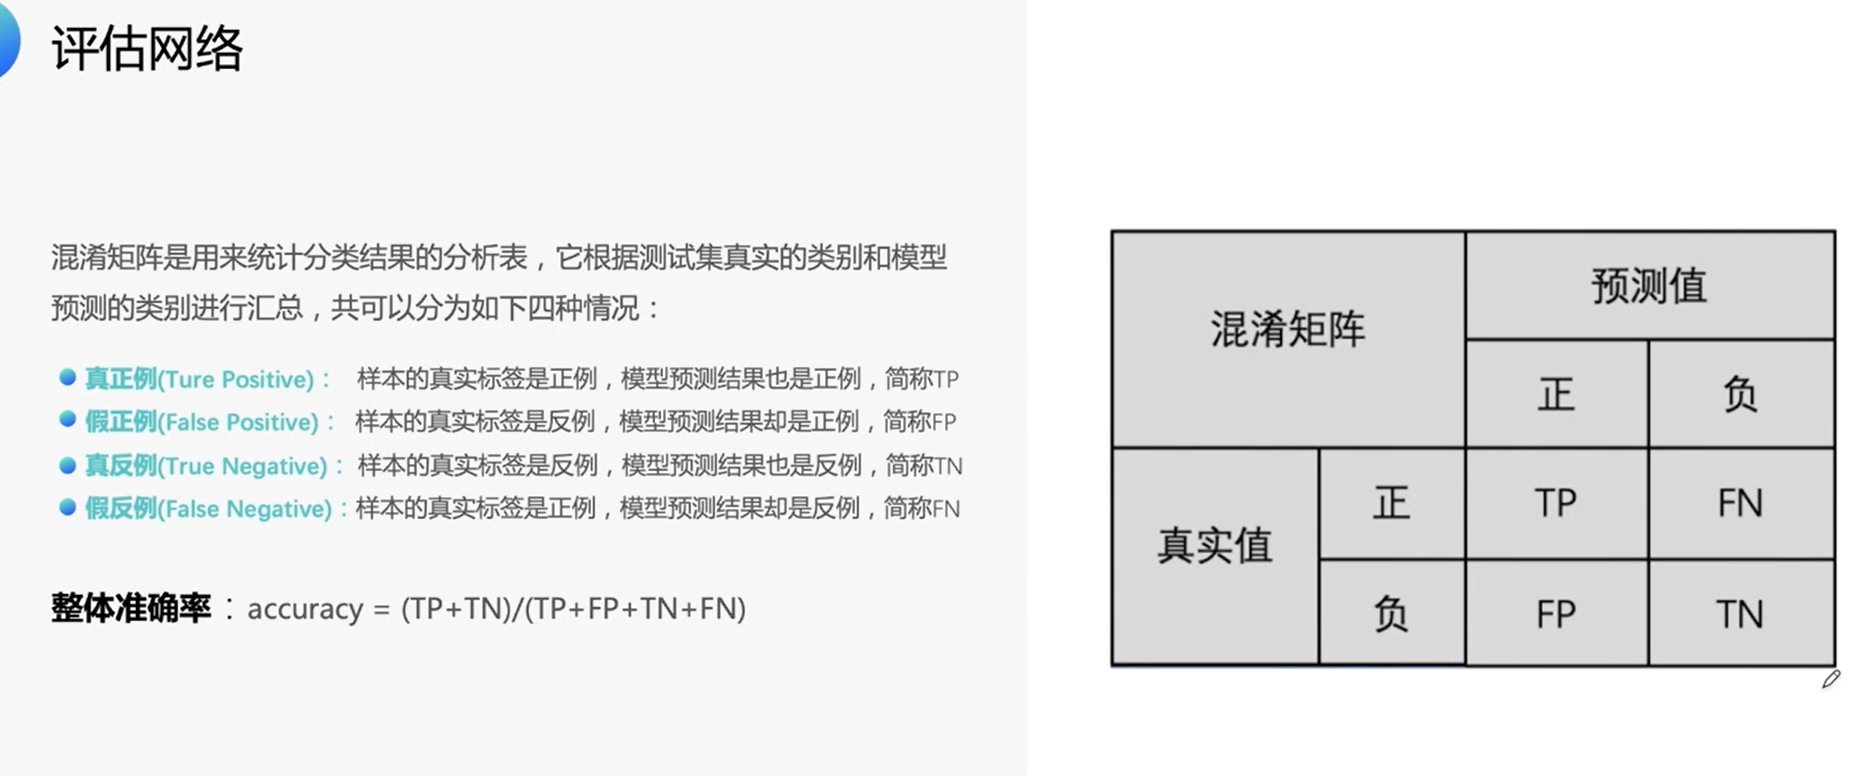 评估网络
混淆矩阵是用来统计分类结果的分析表，它根据测试集真实的类别和模型
预测的类别进行汇总，共可以分为如下四种情况：
真正例(Ture Positive)： 样本的真实标签是正例，模型预测结果也是正例，简称TP
假正例(False Positive)： 样本的真实标签是反例，模型预测结果却是正例，简称FP
真反例(True Negative)： 样本的真实标签是反例，模型预测结果也是反例，简称TN
假反例(False Negative)：样本的真实标签是正例，模型预测结果却是反例，简称FN
整体准确率：accuracy = (TP+TN)/(TP+FP+TN+FN)
混淆矩阵 预测值
正 负
真实值 正 TP FN
负 FP TN